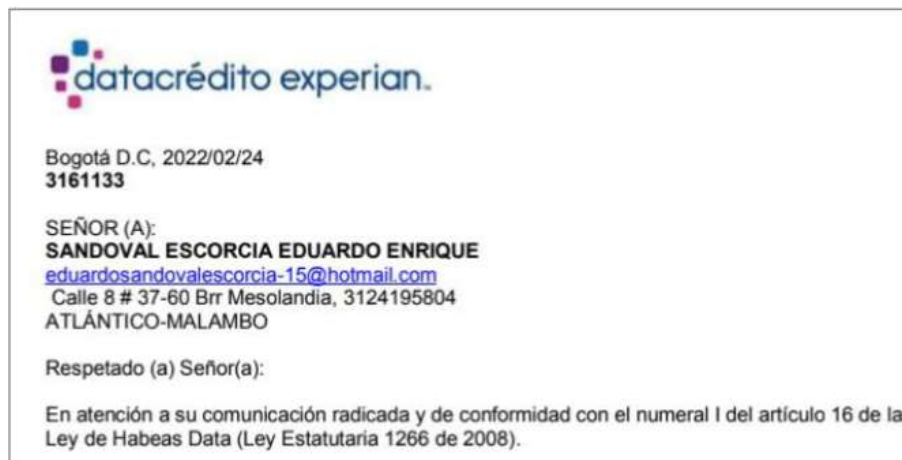 datacrédito experian.
Bogotá D.C, 2022/02/24
3161133
SEÑOR (A):
SANDOVAL ESCORCIA EDUARDO ENRIQUE
eduardosandovalescorcia-15@hotmail.com
Calle 8 # 37-60 Brr Mesolandia, 3124195804
ATLÁNTICO-MALAMBO
Respetado (a) Señor(a):
En atención a su comunicación radicada y de conformidad con el numeral I del artículo 16 de la
Ley de Habeas Data (Ley Estatutaria 1266 de 2008).